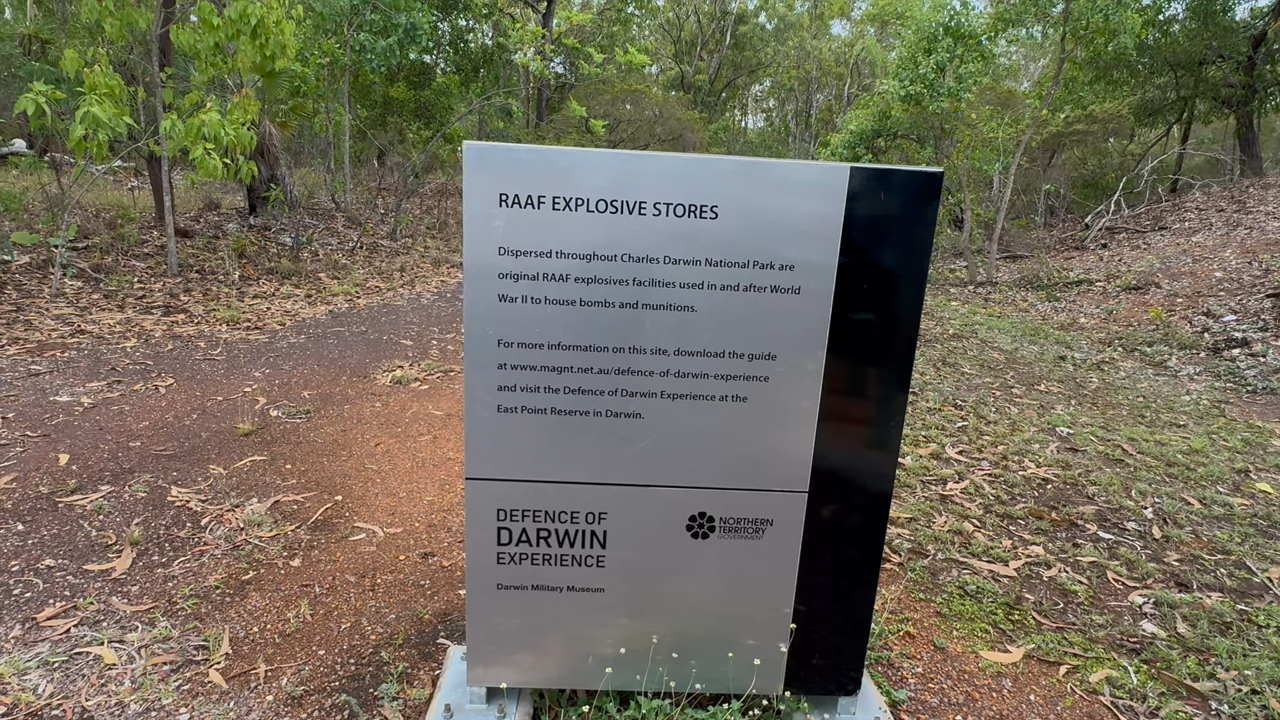 RAAF EXPLOSIVE STORES
Dispersed throughout Charles Darwin National Park are
original RAAF explosives facilities used in and after World
War II to house bombs and munitions.
For more information on this site, download the guide
at www.magnt.net.au/defence-of-darwin-experience
and visit the Defence of Darwin Experience at the
East Point Reserve in Darwin.
DEFENCE OF
DARWIN
EXPERIENCE
Darwin Military Museum
NORTHERN
TERRITORY
GOVERNMENT